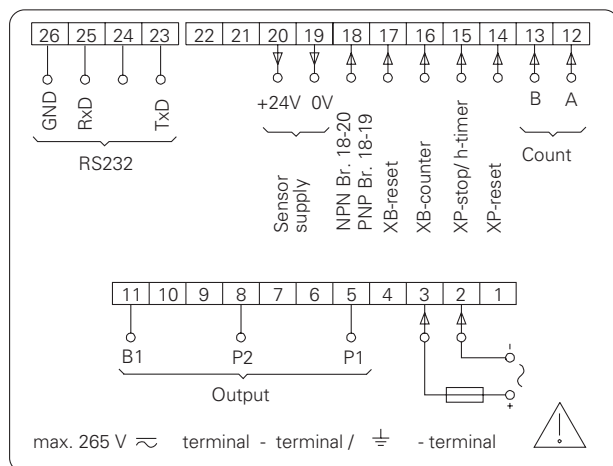 26 25 24 23 22 21 20 19 18 17 16 15 14 13 12
GND
RxD
TxD
RS232
+24V 0V
Sensor
supply
NPN Br. 18-20
PNP Br. 18-19
XB-reset
XB-counter
XP-stop/ h-timer
XP-reset
B A
Count
11 10 9 8 7 6 5 4 3 2 1
B1 P2 P1
Output
-
+
max. 265 V ⎓ terminal - terminal / ⏚ - terminal